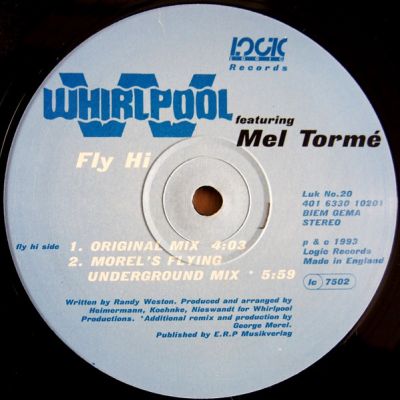 LOGIC
LOGIC
Records
WHIRLPOOL
featuring
Mel Tormé
Fly Hi
Luk No.20
401 6330 10201
BIEM GEMA
STEREO
fly hi side 1. ORIGINAL MIX 4:03
2. MOREL'S FLYING
UNDERGROUND MIX * 5:59
p & c 1993
Logic Records
Made in England
lc 7502
Written by Randy Weston. Produced and arranged by
Heimermann, Koehnke, Nieswandt for Whirlpool
Productions. *Additional remix and production by
George Morel.
Published by E.R.P Musikverlag